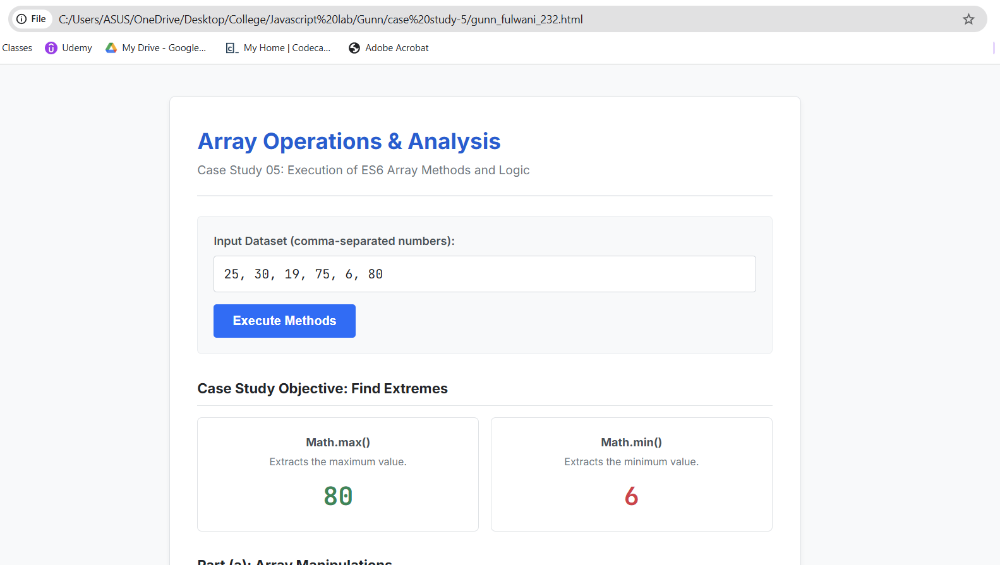 File C:/Users/ASUS/OneDrive/Desktop/College/Javascript%20lab/Gunn/case%20study-5/gunn_fulwani_232.html
Classes Udemy My Drive - Google... My Home | Codeca... Adobe Acrobat
Array Operations & Analysis
Case Study 05: Execution of ES6 Array Methods and Logic
Input Dataset (comma-separated numbers):
25, 30, 19, 75, 6, 80
Execute Methods
Case Study Objective: Find Extremes
Math.max()
Extracts the maximum value.
80
Math.min()
Extracts the minimum value.
6
Part (a): Array Manipulations